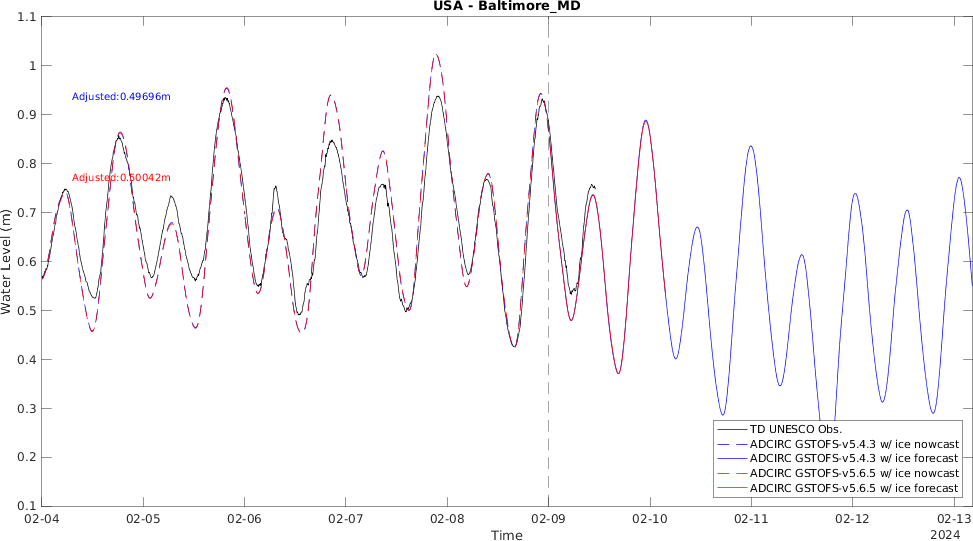 USA - Baltimore_MD
1.1
1
0.9
0.8
0.7
0.6
0.5
0.4
0.3
0.2
0.1
Water Level (m)
Adjusted:0.49696m
Adjusted:0.50042m
TD UNESCO Obs.
ADCIRC GSTOFS-v5.4.3 w/ ice nowcast
ADCIRC GSTOFS-v5.4.3 w/ ice forecast
ADCIRC GSTOFS-v5.6.5 w/ ice nowcast
ADCIRC GSTOFS-v5.6.5 w/ ice forecast
02-04 02-05 02-06 02-07 02-08 02-09 02-10 02-11 02-12 02-13
Time 2024